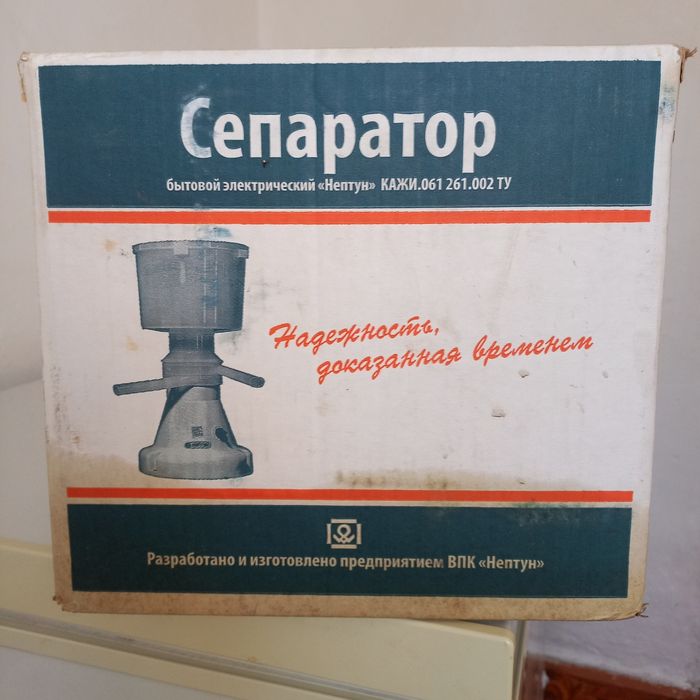 Сепаратор
бытовой электрический «Нептун» КАЖИ.061 261.002 ТУ
Надежность,
доказанная временем
Разработано и изготовлено предприятием ВПК «Нептун»